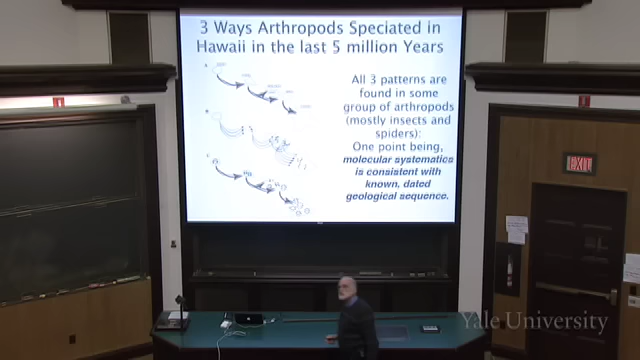 3 Ways Arthropods Speciated in
Hawaii in the last 5 million Years
All 3 patterns are
found in some
group of arthropods
(mostly insects and
spiders):
One point being,
molecular systematics
is consistent with
known, dated
geological sequence.
EXIT
Yale University